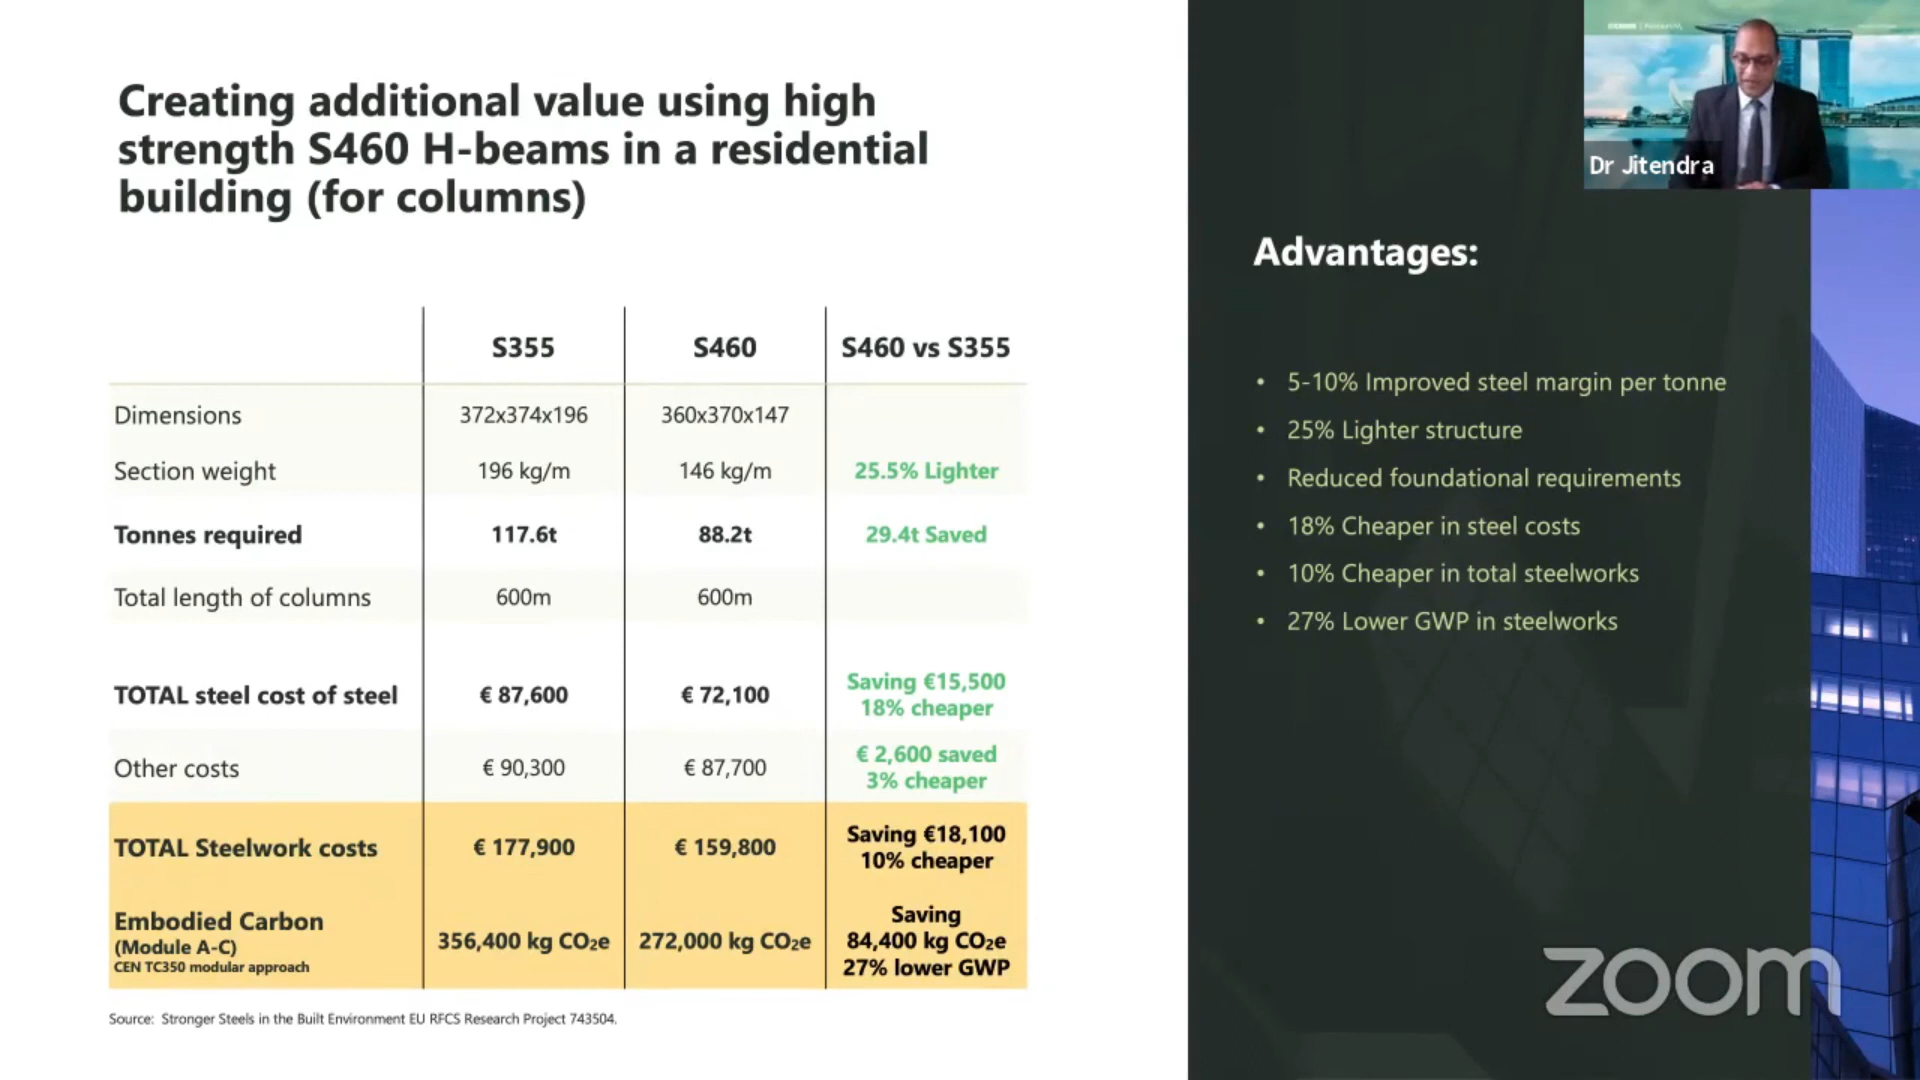 Creating additional value using high
strength S460 H-beams in a residential
building (for columns)
S355 S460 S460 vs S355
Dimensions 372x374x196 360x370x147
Section weight 196 kg/m 146 kg/m 25.5% Lighter
Tonnes required 117.6t 88.2t 29.4t Saved
Total length of columns 600m 600m
TOTAL steel cost of steel € 87,600 € 72,100 Saving €15,500
18% cheaper
Other costs € 90,300 € 87,700 € 2,600 saved
3% cheaper
TOTAL Steelwork costs € 177,900 € 159,800 Saving €18,100
10% cheaper
Embodied Carbon
(Module A-C)
CEN TC350 modular approach
356,400 kg CO₂e 272,000 kg CO₂e
Saving
84,400 kg CO₂e
27% lower GWP
Source: Stronger Steels in the Built Environment EU RFCS Research Project 743504.
Dr Jitendra
Advantages:
• 5-10% Improved steel margin per tonne
• 25% Lighter structure
• Reduced foundational requirements
• 18% Cheaper in steel costs
• 10% Cheaper in total steelworks
• 27% Lower GWP in steelworks
zoom